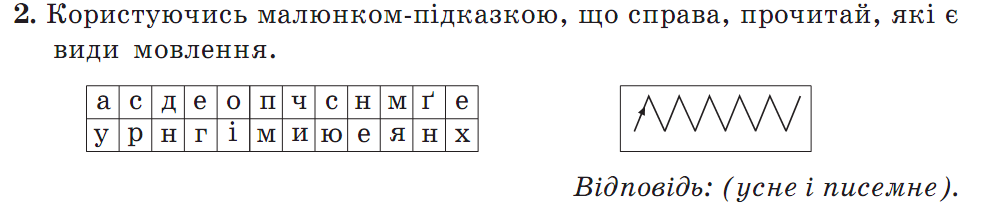 2. Користуючись малюнком-підказкою, що справа, прочитай, які є
види мовлення.
а с д е о п ч с н м ґ е
у р н г і м и ю е я н х
Відповідь: (усне і писемне).